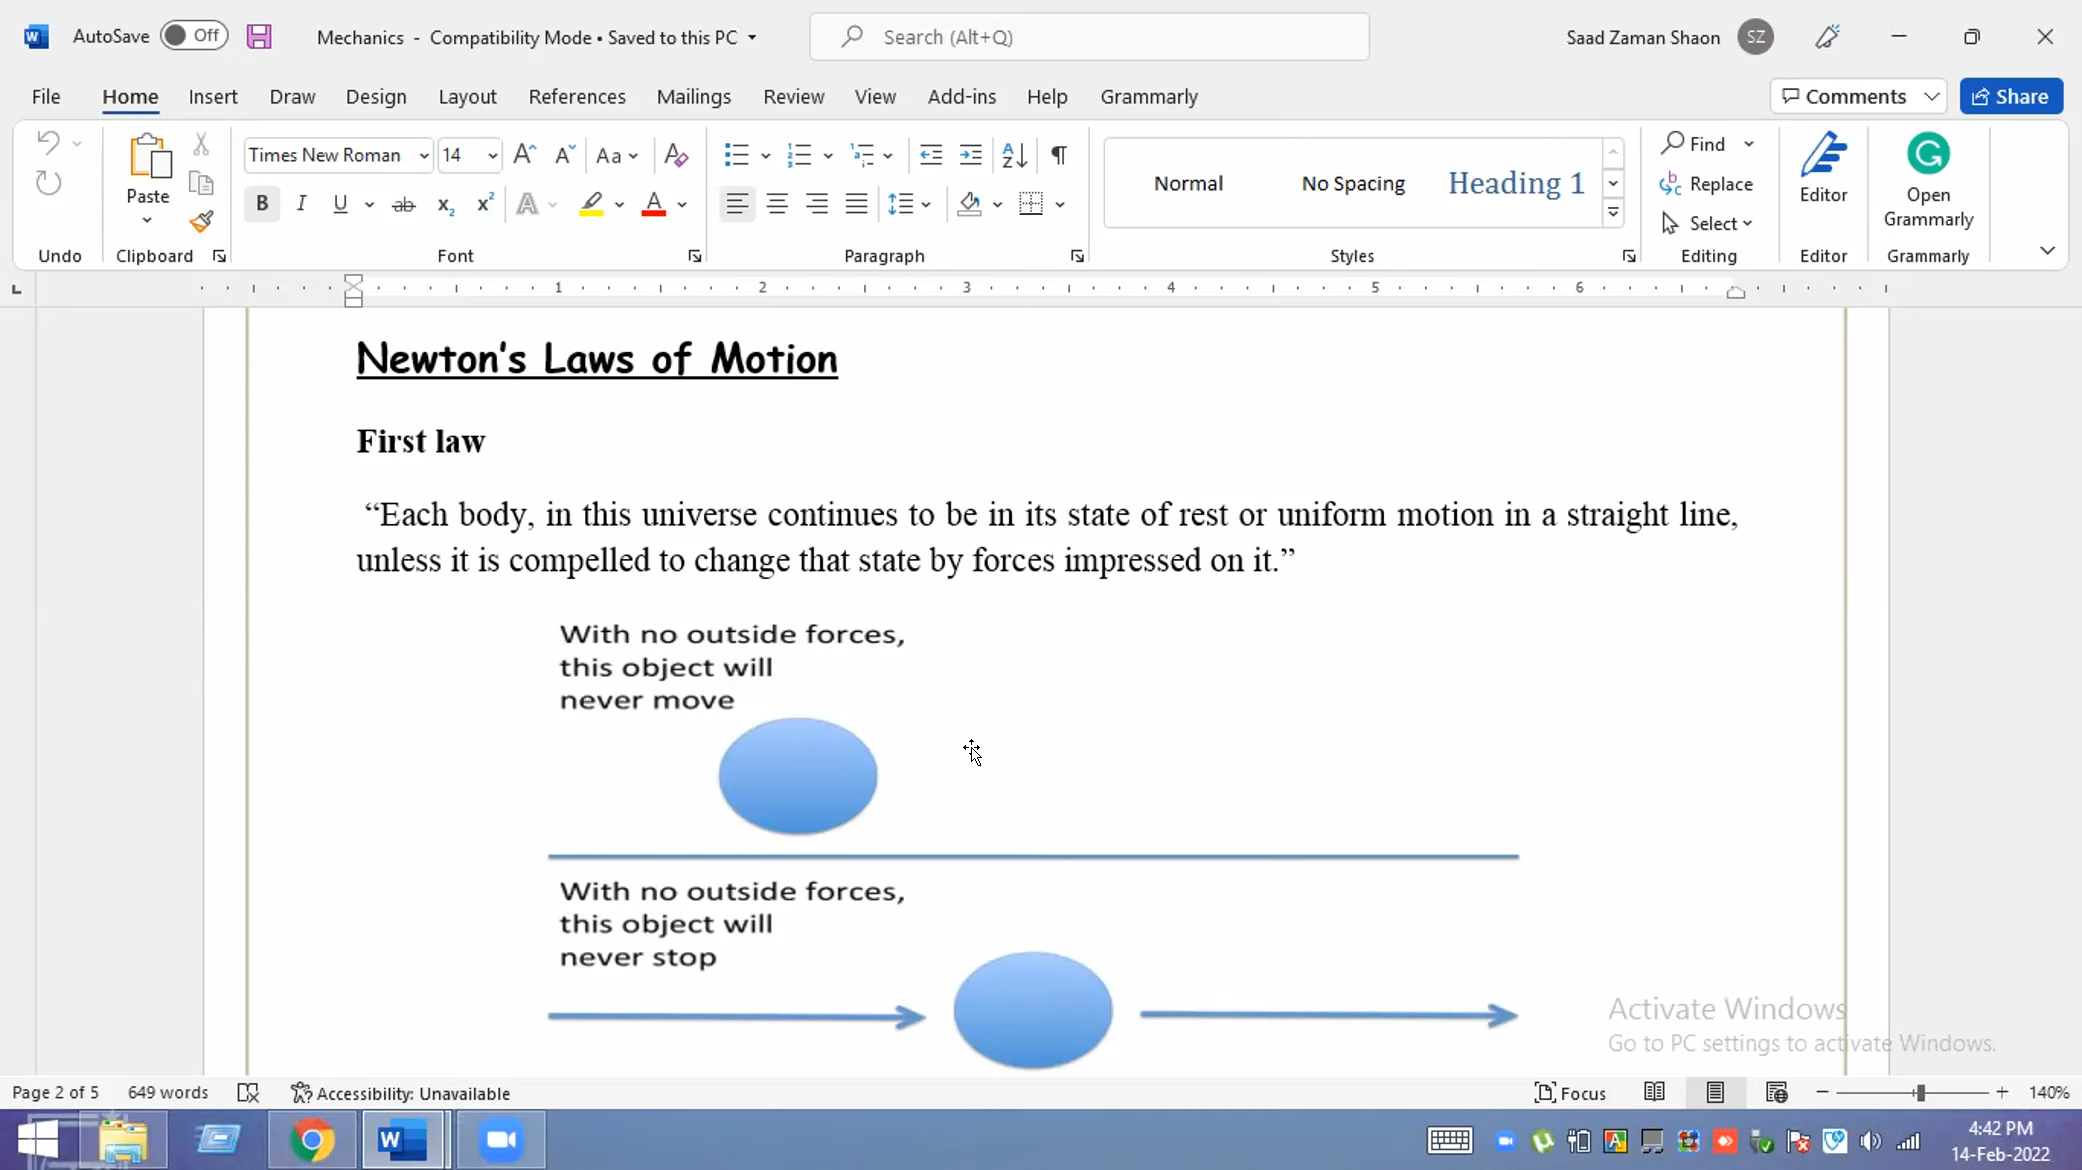 AutoSave Off Mechanics - Compatibility Mode • Saved to this PC Search (Alt+Q) Saad Zaman Shaon SZ
File Home Insert Draw Design Layout References Mailings Review View Add-ins Help Grammarly Comments Share
Paste Times New Roman 14 Aa Normal No Spacing Heading 1 Find Replace Select Editor Open Grammarly
Undo Clipboard Font Paragraph Styles Editing Editor Grammarly
1 2 3 4 5 6
Newton's Laws of Motion
First law
“Each body, in this universe continues to be in its state of rest or uniform motion in a straight line,
unless it is compelled to change that state by forces impressed on it.”
With no outside forces,
this object will
never move
With no outside forces,
this object will
never stop
Activate Windows
Go to PC settings to activate Windows.
Page 2 of 5 649 words Accessibility: Unavailable Focus 140%
4:42 PM
14-Feb-2022